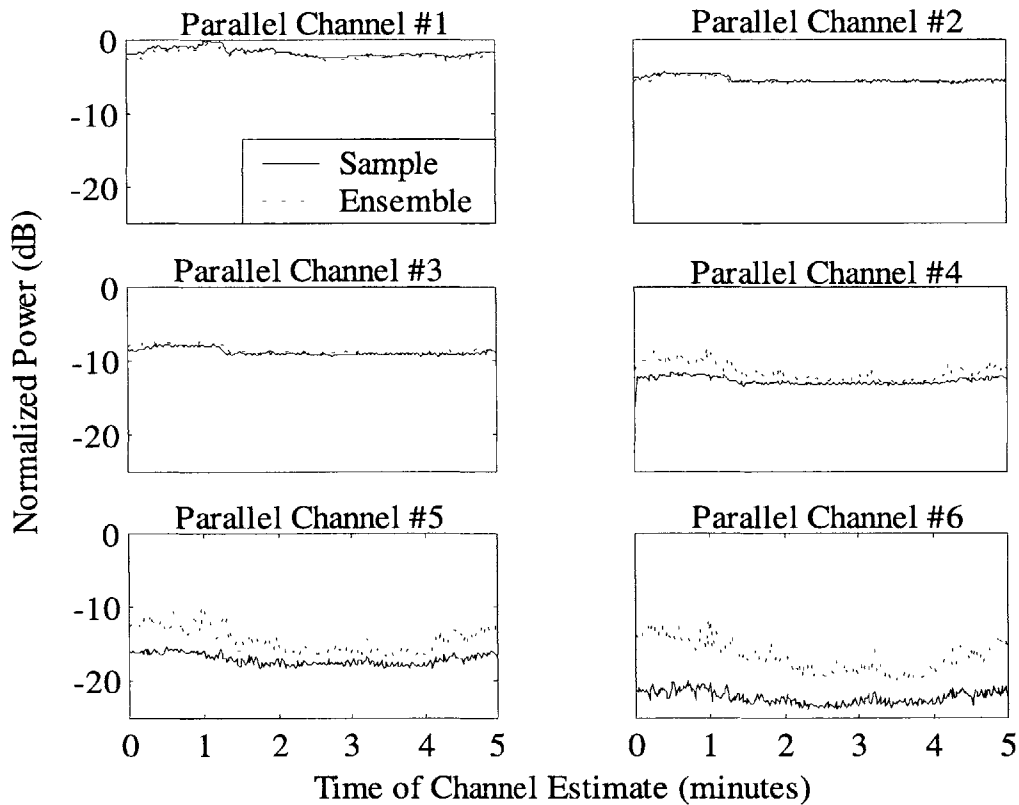 Parallel Channel #1
Parallel Channel #2
0
-10
-20
Sample
Ensemble
Parallel Channel #3
Parallel Channel #4
0
-10
-20
Normalized Power (dB)
Parallel Channel #5
Parallel Channel #6
0
-10
-20
0 1 2 3 4 5
0 1 2 3 4 5
Time of Channel Estimate (minutes)